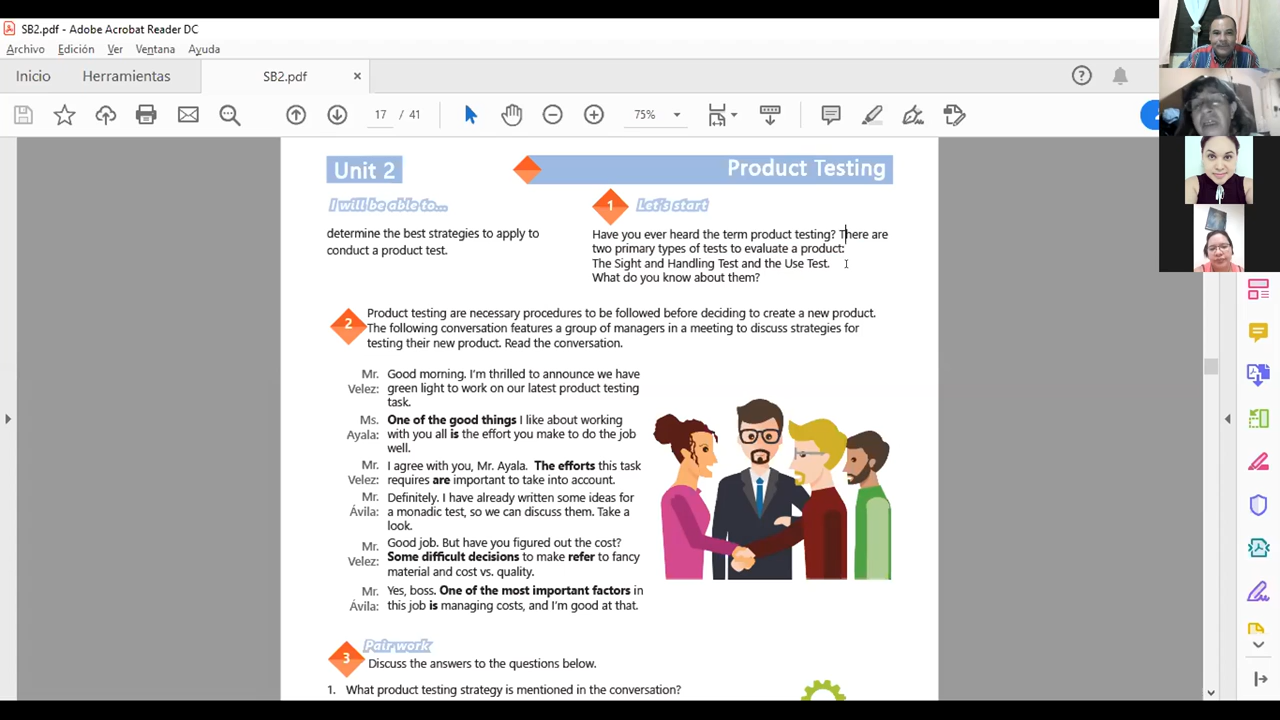 SB2.pdf - Adobe Acrobat Reader DC
Archivo Edición Ver Ventana Ayuda
Inicio Herramientas SB2.pdf
17 / 41 75%
Unit 2 Product Testing
I will be able to...
determine the best strategies to apply to
conduct a product test.
1 Let's start
Have you ever heard the term product testing? There are
two primary types of tests to evaluate a product:
The Sight and Handling Test and the Use Test.
What do you know about them?
2 Product testing are necessary procedures to be followed before deciding to create a new product.
The following conversation features a group of managers in a meeting to discuss strategies for
testing their new product. Read the conversation.
Mr. Good morning. I'm thrilled to announce we have
Velez: green light to work on our latest product testing
task.
Ms. One of the good things I like about working
Ayala: with you all is the effort you make to do the job
well.
Mr. I agree with you, Mr. Ayala. The efforts this task
Velez: requires are important to take into account.
Mr. Definitely. I have already written some ideas for
Ávila: a monadic test, so we can discuss them. Take a
look.
Mr. Good job. But have you figured out the cost?
Velez: Some difficult decisions to make refer to fancy
material and cost vs. quality.
Mr. Yes, boss. One of the most important factors in
Ávila: this job is managing costs, and I'm good at that.
3 Pair work
Discuss the answers to the questions below.
1. What product testing strategy is mentioned in the conversation?